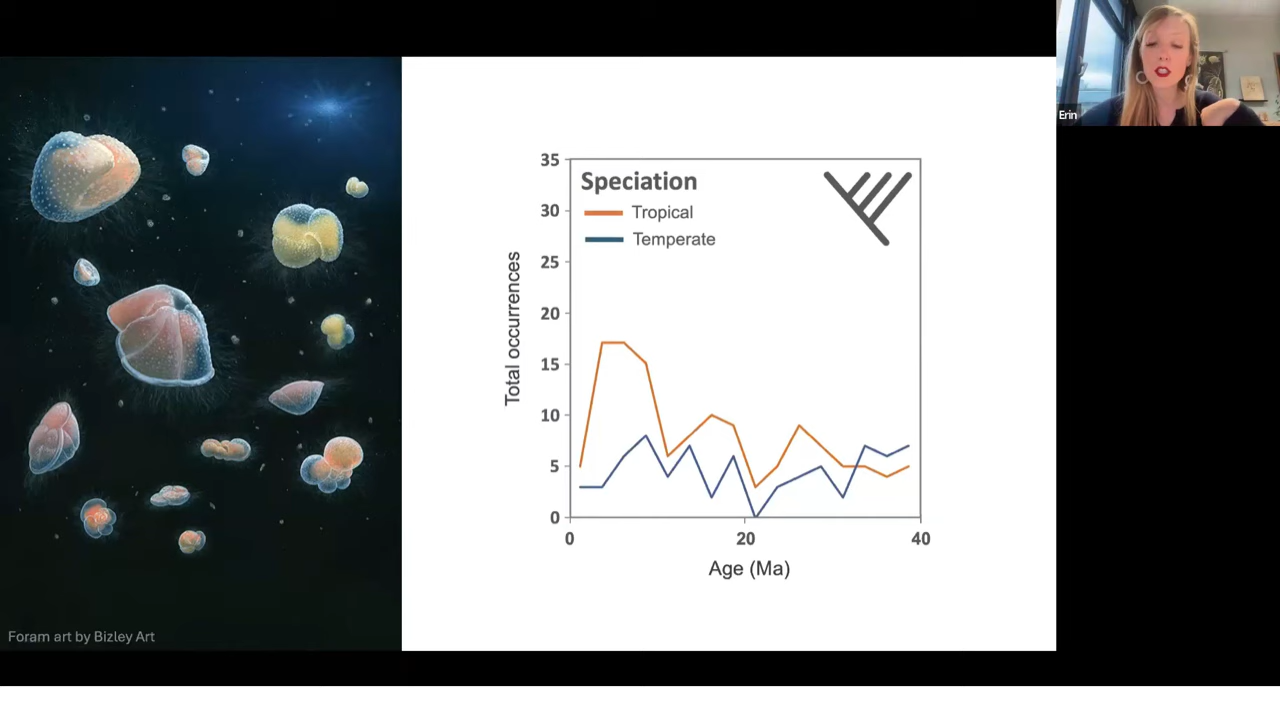 Erin
35
30
25
20
15
10
5
0
Total occurrences
Speciation
Tropical
Temperate
0
20
40
Age (Ma)
Foram art by Bizley Art